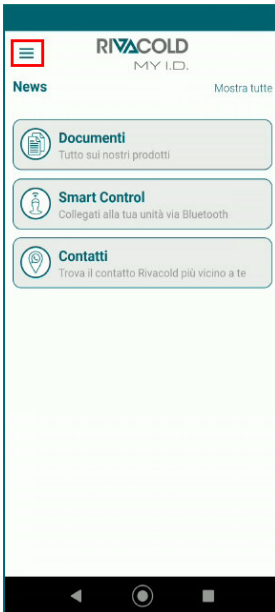 RIVACOLD
MY I.D.
News
Mostra tutte
Documenti
Tutto sui nostri prodotti
Smart Control
Collegati alla tua unità via Bluetooth
Contatti
Trova il contatto Rivacold più vicino a te